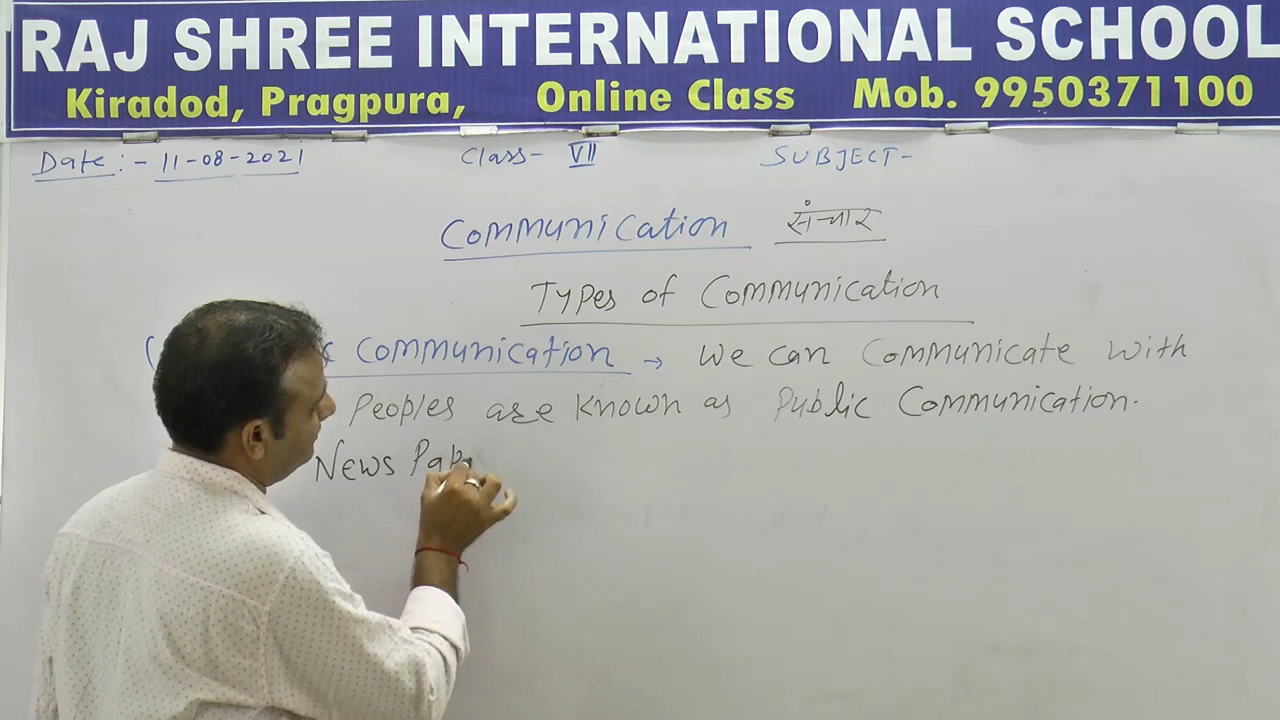 RAJ SHREE INTERNATIONAL SCHOOL
Kiradod, Pragpura, Online Class Mob. 9950371100
Date:- 11-08-2021 Class- VII SUBJECT-
Communication संचार
Types of Communication
( Communication → We can Communicate with
Peoples are known as Public Communication.
News Pap